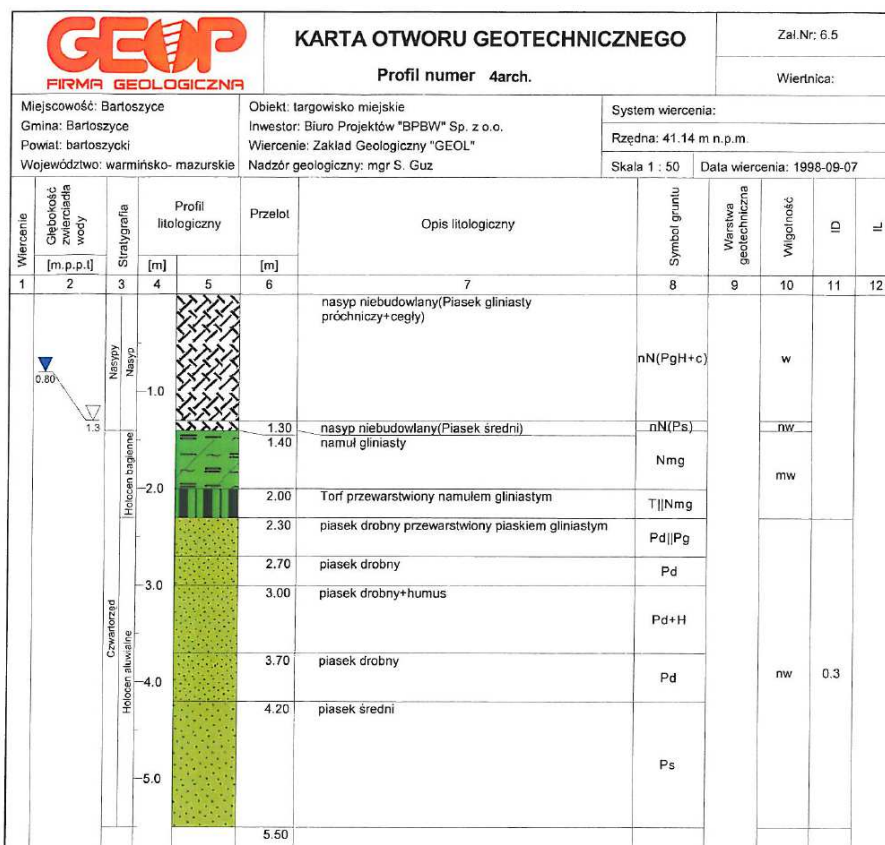 GEOP
FIRMA GEOLOGICZNA
KARTA OTWORU GEOTECHNICZNEGO
Profil numer 4arch.
Zał.Nr: 6.5
Wiertnica:
Miejscowość: Bartoszyce
Gmina: Bartoszyce
Powiat: bartoszycki
Województwo: warmińsko- mazurskie
Obiekt: targowisko miejskie
Inwestor: Biuro Projektów "BPBW" Sp. z o.o.
Wiercenie: Zakład Geologiczny "GEOL"
Nadzór geologiczny: mgr S. Guz
System wiercenia:
Rzędna: 41.14 m n.p.m.
Skala 1 : 50
Data wiercenia: 1998-09-07
Wiercenie
Głębokość
zwierciadła
wody
[m.p.p.t]
Stratygrafia
Profil
litologiczny
[m]
Przelot
[m]
Opis litologiczny
Symbol gruntu
Warstwa
geotechniczna
Wilgotność
ID
IL
1 2 3 4 5 6 7 8 9 10 11 12
nasyp niebudowlany(Piasek gliniasty
próchniczy+cegły)
nN(PgH+c)
w
Nasypy
Nasyp
0.80
1.0
1.3
1.30 nasyp niebudowlany(Piasek średni) nN(Ps) nw
1.40 namuł gliniasty
Nmg
mw
Holocen bagienne
2.0
2.00 Torf przewarstwiony namułem gliniastym
T||Nmg
2.30 piasek drobny przewarstwiony piaskiem gliniastym
Pd||Pg
2.70 piasek drobny
Pd
3.0
3.00 piasek drobny+humus
Pd+H
Czwartorzęd
Holocen aluwialne
3.70 piasek drobny
4.0
Pd
nw 0.3
4.20 piasek średni
Ps
5.0
5.50